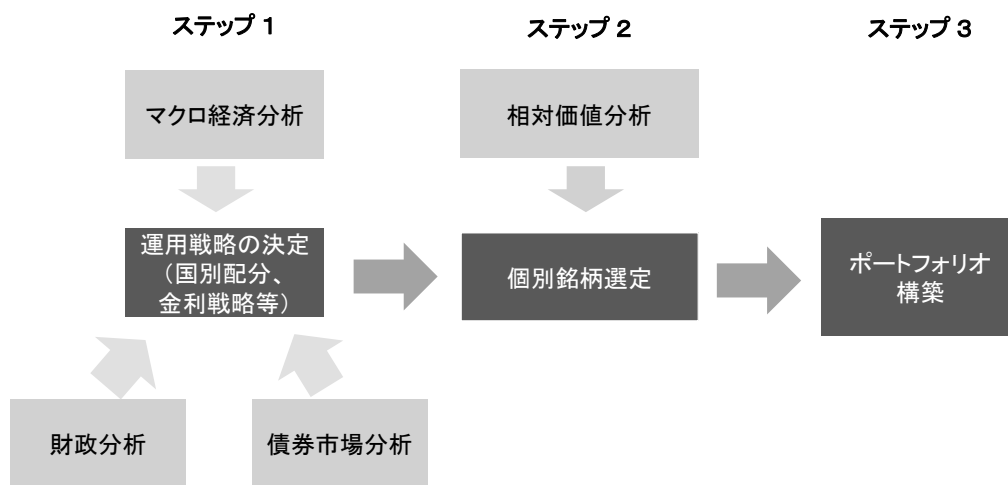 ステップ 1
ステップ 2
ステップ 3
マクロ経済分析
相対価値分析
運用戦略の決定
（国別配分、
金利戦略等）
個別銘柄選定
ポートフォリオ
構築
財政分析
債券市場分析